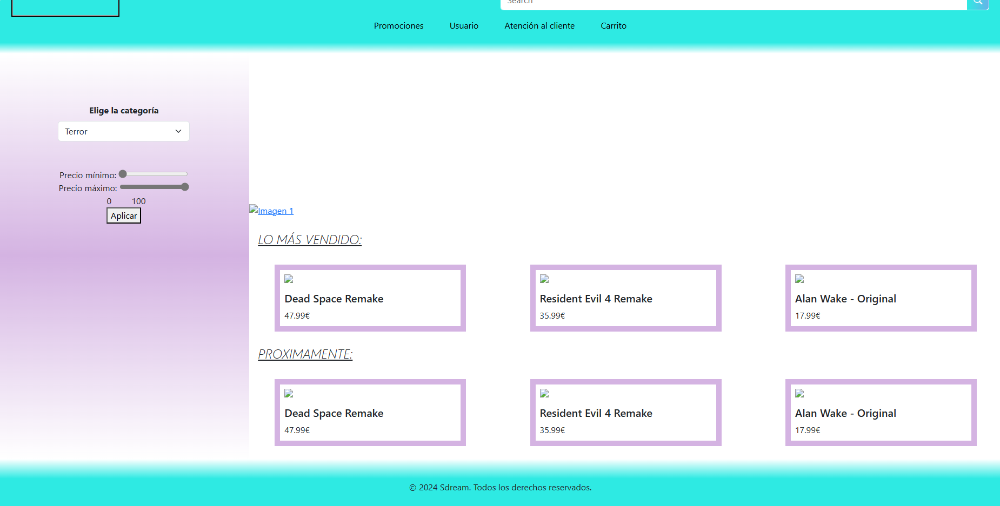 Search
Promociones Usuario Atención al cliente Carrito
Elige la categoría
Terror
Precio mínimo:
Precio máximo:
0 100
Aplicar
Imagen 1
LO MÁS VENDIDO:
Dead Space Remake
47.99€
Resident Evil 4 Remake
35.99€
Alan Wake - Original
17.99€
PROXIMAMENTE:
Dead Space Remake
47.99€
Resident Evil 4 Remake
35.99€
Alan Wake - Original
17.99€
© 2024 Sdream. Todos los derechos reservados.